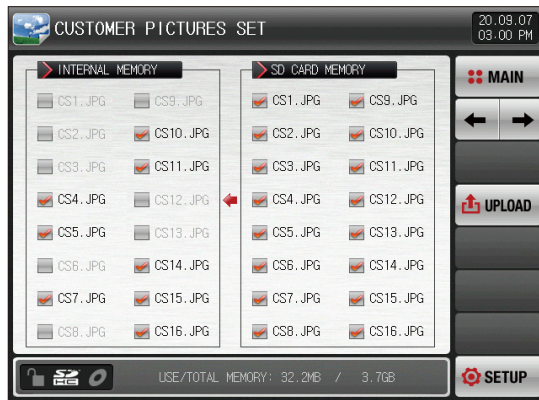 CUSTOMER PICTURES SET
20.09.07
03:00 PM
INTERNAL MEMORY
CS1.JPG CS9.JPG
CS2.JPG CS10.JPG
CS3.JPG CS11.JPG
CS4.JPG CS12.JPG
CS5.JPG CS13.JPG
CS6.JPG CS14.JPG
CS7.JPG CS15.JPG
CS8.JPG CS16.JPG
SD CARD MEMORY
CS1.JPG CS9.JPG
CS2.JPG CS10.JPG
CS3.JPG CS11.JPG
CS4.JPG CS12.JPG
CS5.JPG CS13.JPG
CS6.JPG CS14.JPG
CS7.JPG CS15.JPG
CS8.JPG CS16.JPG
MAIN
UPLOAD
SETUP
SD HC
USE/TOTAL MEMORY: 32.2MB / 3.7GB